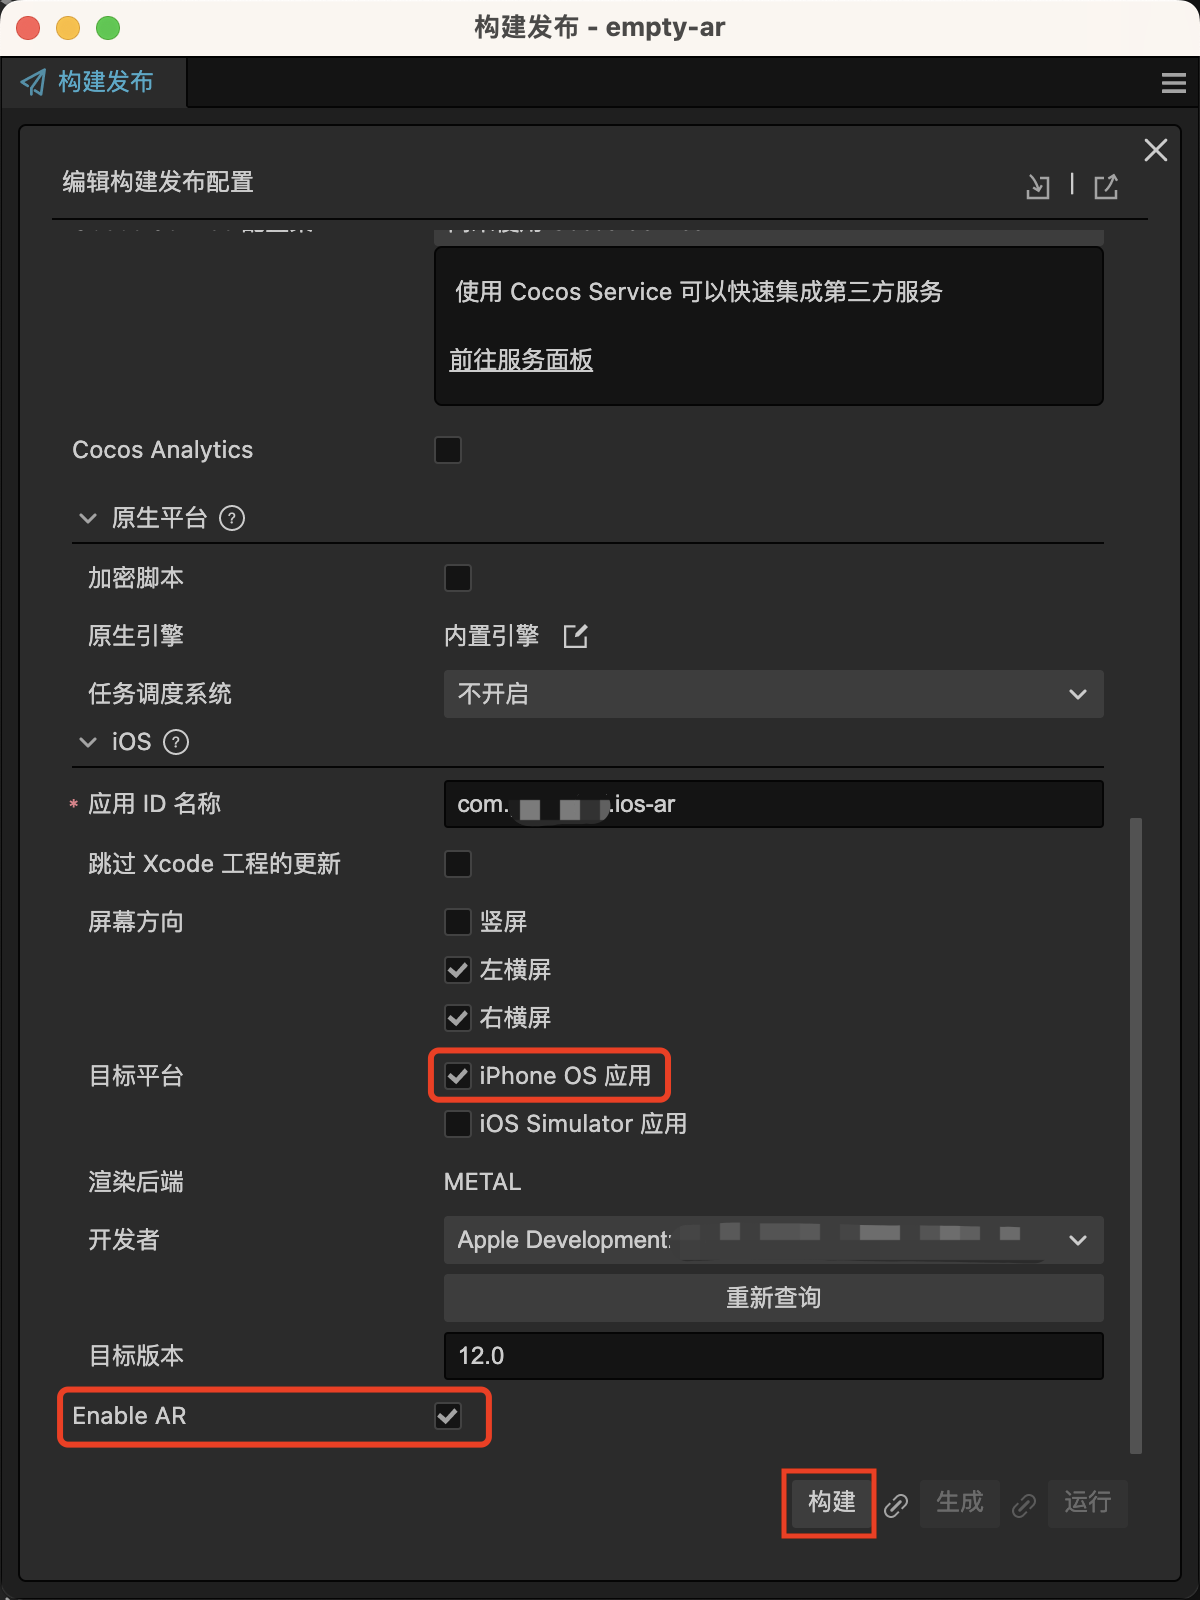 构建发布 - empty-ar
构建发布
编辑构建发布配置
使用 Cocos Service 可以快速集成第三方服务
前往服务面板
Cocos Analytics
原生平台 ?
加密脚本
原生引擎 内置引擎
任务调度系统 不开启
iOS ?
* 应用 ID 名称 com. .ios-ar
跳过 Xcode 工程的更新
屏幕方向 竖屏
左横屏
右横屏
目标平台 iPhone OS 应用
iOS Simulator 应用
渲染后端 METAL
开发者 Apple Development:
重新查询
目标版本 12.0
Enable AR
构建 生成 运行